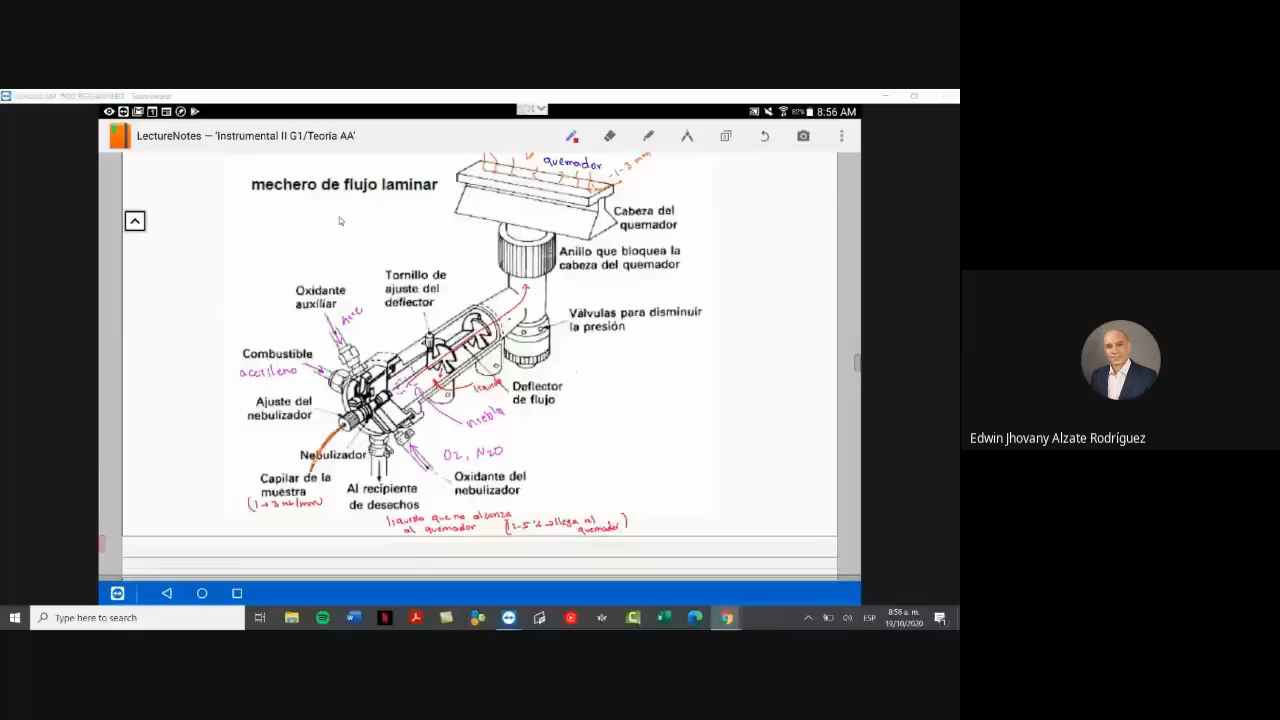 8:56 AM
LectureNotes — 'Instrumental II G1/Teoría AA'
quemador
1-3 mm
mechero de flujo laminar
Cabeza del
quemador
Anillo que bloquea la
cabeza del quemador
Tornillo de
ajuste del
deflector
Oxidante
auxiliar
Aire
Válvulas para disminuir
la presión
Combustible
acetileno
líquido
Deflector
de flujo
Ajuste del
nebulizador
niebla
Nebulizador
O2, N2O
Capilar de la
muestra
Al recipiente
de desechos
Oxidante del
nebulizador
líquido que no alcanza
al quemador
llega al
quemador
Edwin Jhovany Alzate Rodríguez
Type here to search
ESP
8:56 a. m.
19/10/2020